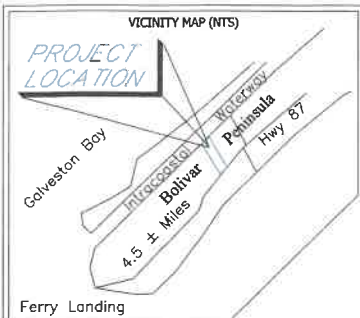 VICINITY MAP (NTS)
PROJECT
LOCATION
Galveston Bay
Intracoastal Waterway
Bolivar Peninsula
Hwy 87
4.5 ± Miles
Ferry Landing